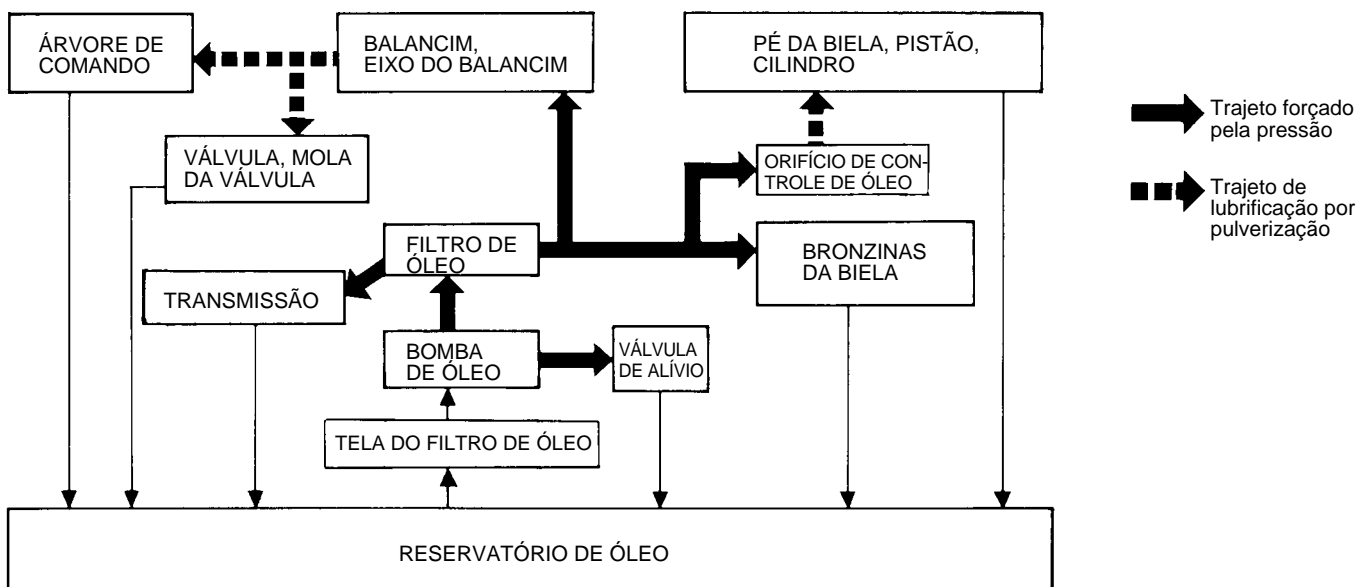 ÁRVORE DE
COMANDO
BALANCIM,
EIXO DO BALANCIM
PÉ DA BIELA, PISTÃO,
CILINDRO
Trajeto forçado
pela pressão
VÁLVULA, MOLA
DA VÁLVULA
ORIFÍCIO DE CON-
TROLE DE ÓLEO
Trajeto de
lubrificação por
pulverização
FILTRO DE
ÓLEO
BRONZINAS
DA BIELA
TRANSMISSÃO
BOMBA
DE ÓLEO
VÁLVULA
DE ALÍVIO
TELA DO FILTRO DE ÓLEO
RESERVATÓRIO DE ÓLEO